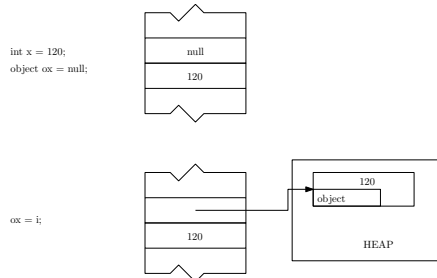 int x = 120;
object ox = null;
null
120
ox = i;
120
120
object
HEAP